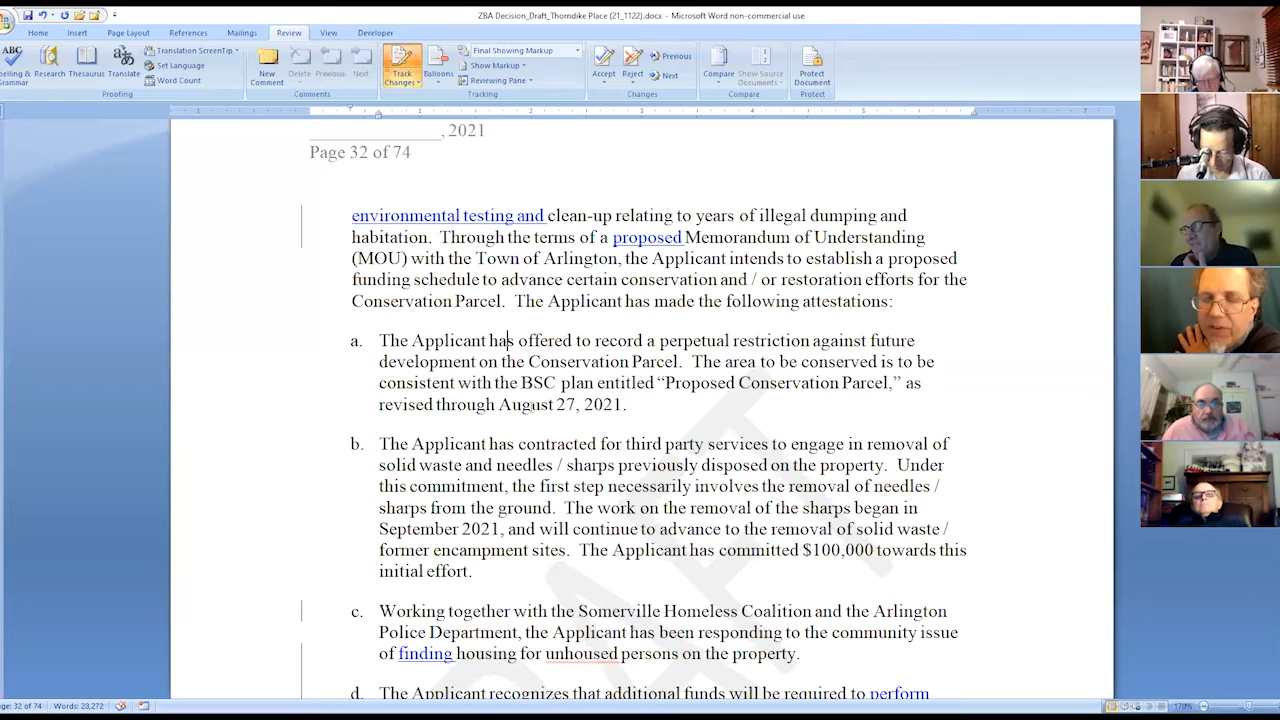 ZBA Decision_Draft_Thorndike Place (21_1122).docx - Microsoft Word non-commercial use
Home Insert Page Layout References Mailings Review View Developer
ABC Spelling & Grammar Research Thesaurus Translate Translation ScreenTip Set Language Word Count
New Comment Delete Previous Next
Track Changes Balloons Final Showing Markup Show Markup Reviewing Pane
Accept Reject Previous Next
Compare Show Source Documents Protect Document
Proofing Comments Tracking Changes Compare Protect
, 2021
Page 32 of 74
environmental testing and clean-up relating to years of illegal dumping and
habitation. Through the terms of a proposed Memorandum of Understanding
(MOU) with the Town of Arlington, the Applicant intends to establish a proposed
funding schedule to advance certain conservation and / or restoration efforts for the
Conservation Parcel. The Applicant has made the following attestations:
a. The Applicant has offered to record a perpetual restriction against future
development on the Conservation Parcel. The area to be conserved is to be
consistent with the BSC plan entitled “Proposed Conservation Parcel,” as
revised through August 27, 2021.
b. The Applicant has contracted for third party services to engage in removal of
solid waste and needles / sharps previously disposed on the property. Under
this commitment, the first step necessarily involves the removal of needles /
sharps from the ground. The work on the removal of the sharps began in
September 2021, and will continue to advance to the removal of solid waste /
former encampment sites. The Applicant has committed $100,000 towards this
initial effort.
c. Working together with the Somerville Homeless Coalition and the Arlington
Police Department, the Applicant has been responding to the community issue
of finding housing for unhoused persons on the property.
d. The Applicant recognizes that additional funds will be required to perform
DRAFT
Page: 32 of 74 Words: 28,272 170%